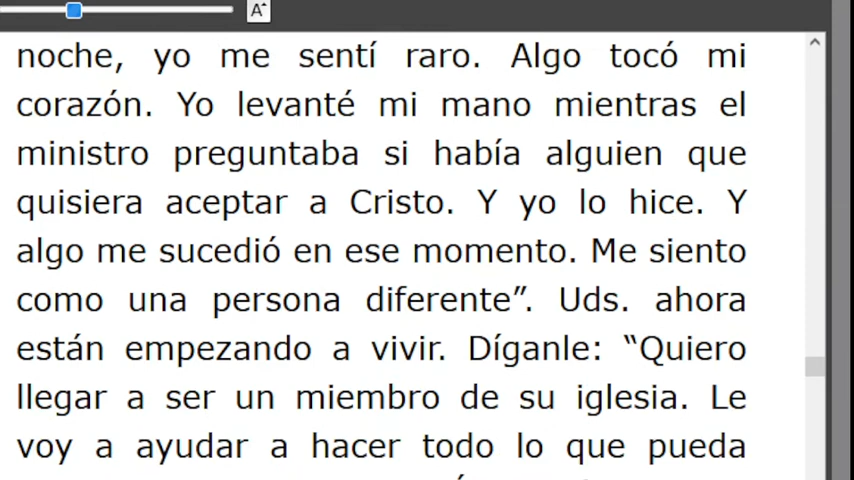 A
noche, yo me sentí raro. Algo tocó mi
corazón. Yo levanté mi mano mientras el
ministro preguntaba si había alguien que
quisiera aceptar a Cristo. Y yo lo hice. Y
algo me sucedió en ese momento. Me siento
como una persona diferente”. Uds. ahora
están empezando a vivir. Díganle: “Quiero
llegar a ser un miembro de su iglesia. Le
voy a ayudar a hacer todo lo que pueda